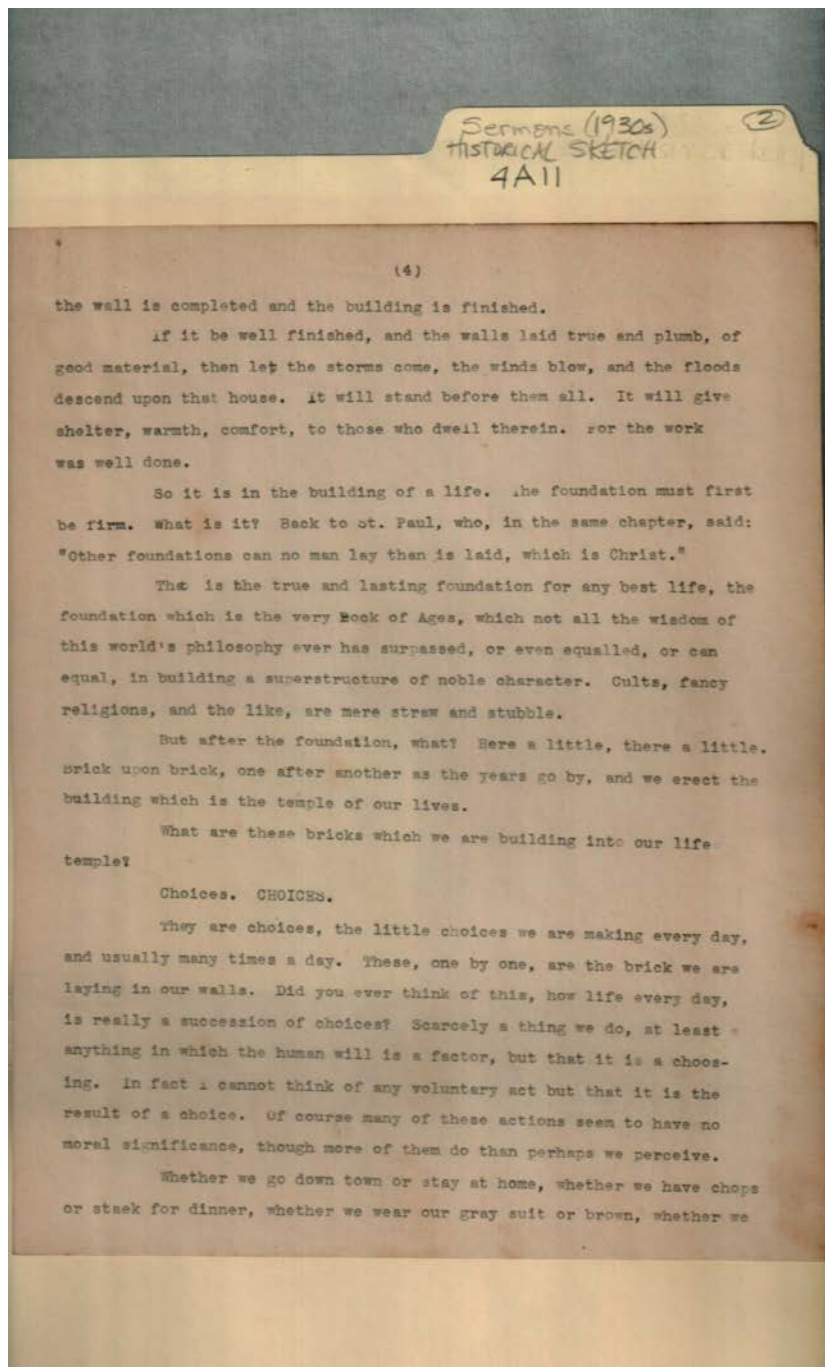 Sermons (1930s) 2
HISTORICAL SKETCH
4A11
(4)
the wall is completed and the building is finished.
If it be well finished, and the walls laid true and plumb, of
good material, then let the storms come, the winds blow, and the floods
descend upon that house. It will stand before them all. It will give
shelter, warmth, comfort, to those who dwell therein. For the work
was well done.
So it is in the building of a life. The foundation must first
be firm. What is it? Back to St. Paul, who, in the same chapter, said:
"Other foundations can no man lay than is laid, which is Christ."
That is the true and lasting foundation for any best life, the
foundation which is the very Rock of Ages, which not all the wisdom of
this world's philosophy ever has surpassed, or even equalled, or can
equal, in building a superstructure of noble character. Cults, fancy
religions, and the like, are mere straw and stubble.
But after the foundation, what? Here a little, there a little.
Brick upon brick, one after another as the years go by, and we erect the
building which is the temple of our lives.
What are these bricks which we are building into our life
temple?
Choices. CHOICES.
They are choices, the little choices we are making every day,
and usually many times a day. These, one by one, are the brick we are
laying in our walls. Did you ever think of this, how life every day,
is really a succession of choices? Scarcely a thing we do, at least
anything in which the human will is a factor, but that it is a choos-
ing. In fact I cannot think of any voluntary act but that it is the
result of a choice. Of course many of these actions seem to have no
moral significance, though more of them do than perhaps we perceive.
Whether we go down town or stay at home, whether we have chops
or staek for dinner, whether we wear our gray suit or brown, whether we